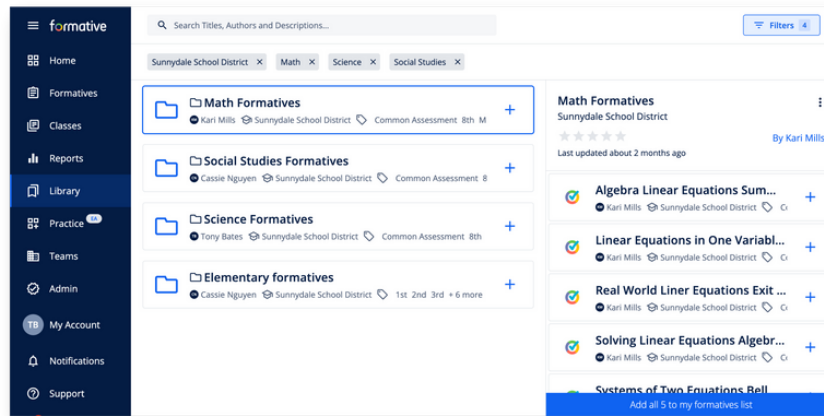 formative
Search Titles, Authors and Descriptions...
Filters 4
Sunnydale School District × Math × Science × Social Studies ×
Home
Formatives
Classes
Reports
Library
Practice EA
Teams
Admin
TB My Account
Notifications
Support
Math Formatives
Kari Mills Sunnydale School District Common Assessment 8th M
Social Studies Formatives
Cassie Nguyen Sunnydale School District Common Assessment 8
Science Formatives
Tony Bates Sunnydale School District Common Assessment 8th
Elementary formatives
Cassie Nguyen Sunnydale School District 1st 2nd 3rd + 6 more
Math Formatives
Sunnydale School District
By Kari Mills
Last updated about 2 months ago
Algebra Linear Equations Sum...
Kari Mills Sunnydale School District
Linear Equations in One Variabl...
Kari Mills Sunnydale School District
Real World Liner Equations Exit ...
Kari Mills Sunnydale School District
Solving Linear Equations Algebr...
Kari Mills Sunnydale School District
Systems of Two Equations Bell
Add all 5 to my formatives list